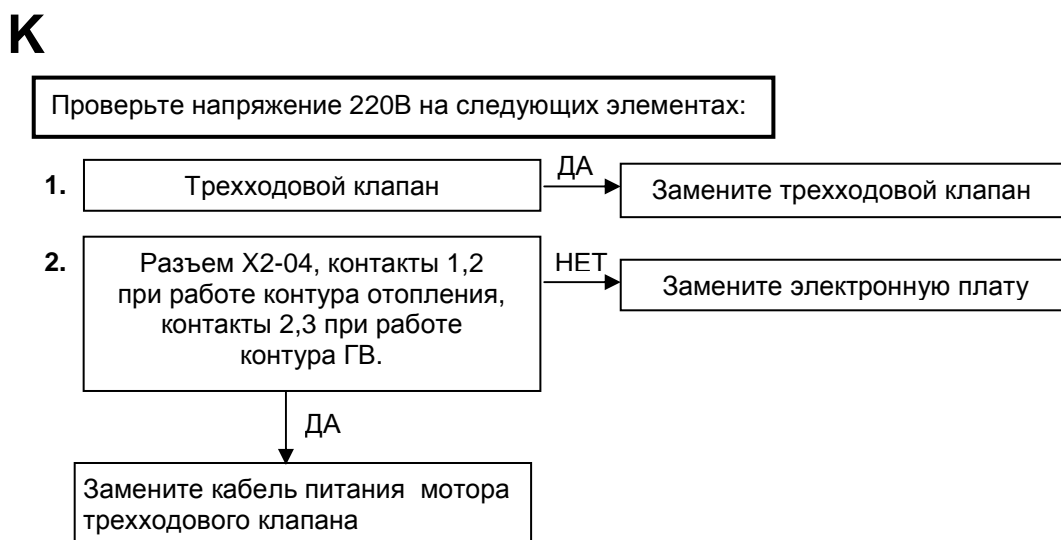 К
Проверьте напряжение 220В на следующих элементах:
1.
Трехходовой клапан
ДА
Замените трехходовой клапан
2.
Разъем Х2-04, контакты 1,2
при работе контура отопления,
контакты 2,3 при работе
контура ГВ.
НЕТ
Замените электронную плату
ДА
Замените кабель питания мотора
трехходового клапана